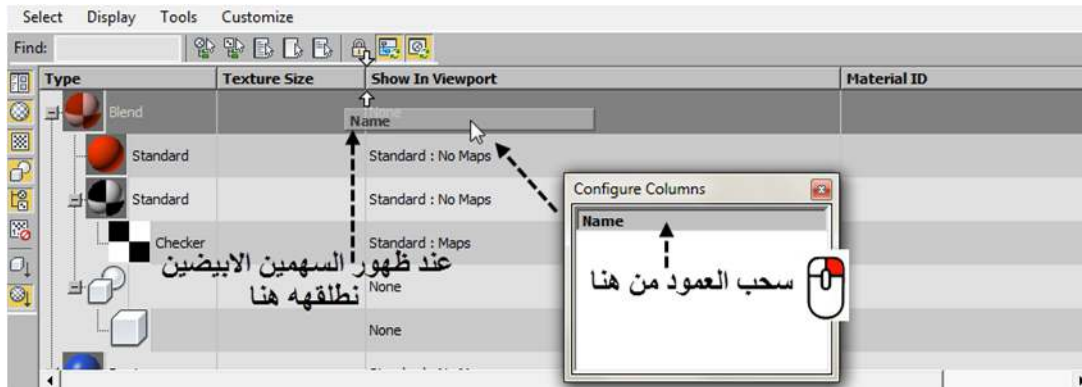 Select Display Tools Customize
Find:
Type Texture Size Show In Viewport Material ID
Blend
Name
Standard Standard : No Maps
Standard Standard : No Maps
Checker Standard : Maps
None
None
Configure Columns
Name
عند ظهور السهمين الابيضين
نطلقهه هنا
سحب العمود من هنا